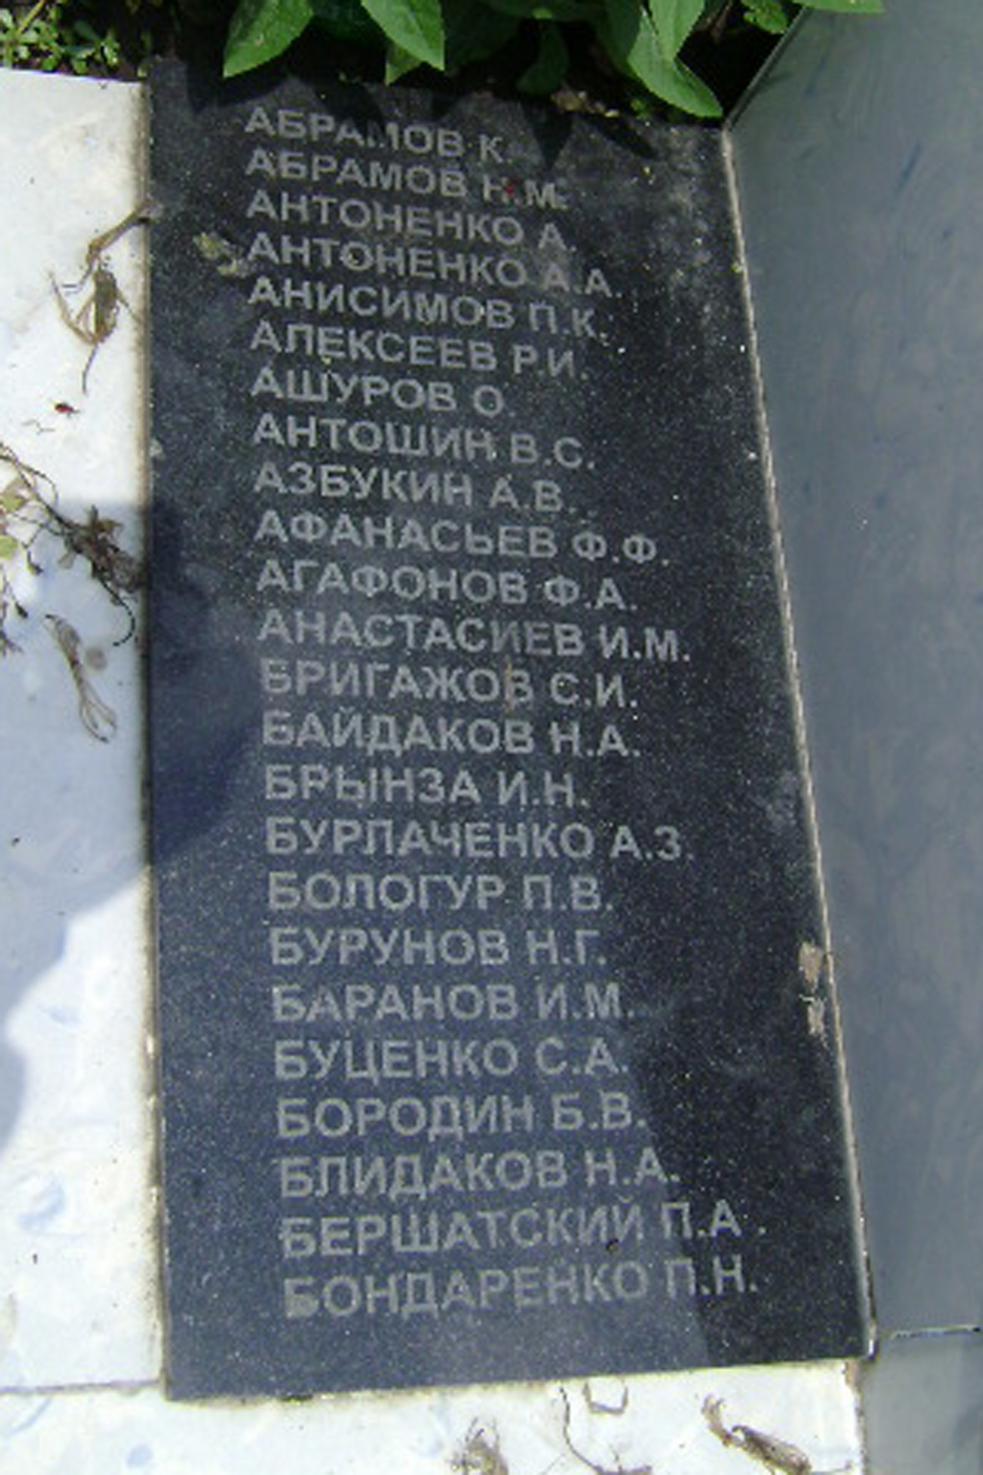 АБРАМОВ К.
АБРАМОВ Н.М.
АНТОНЕНКО А.
АНТОНЕНКО А.А.
АНИСИМОВ П.К.
АЛЕКСЕЕВ Р.И.
АШУРОВ О.
АНТОШИН В.С.
АЗБУКИН А.В.
АФАНАСЬЕВ Ф.Ф.
АГАФОНОВ Ф.А.
АНАСТАСИЕВ И.М.
БРИГАЖОВ С.И.
БАЙДАКОВ Н.А.
БРЫНЗА И.Н.
БУРЛАЧЕНКО А.З.
БОЛОГУР П.В.
БУРУНОВ Н.Г.
БАРАНОВ И.М.
БУЦЕНКО С.А.
БОРОДИН Б.В.
БЛИДАКОВ Н.А.
БЕРШАТСКИЙ П.А.
БОНДАРЕНКО П.Н.